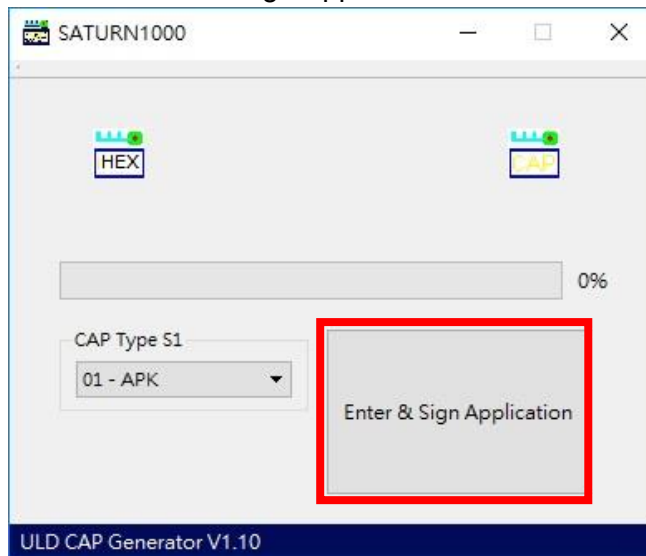 SATURN1000
HEX
CAP
0%
CAP Type S1
01 - APK
Enter & Sign Application
ULD CAP Generator V1.10